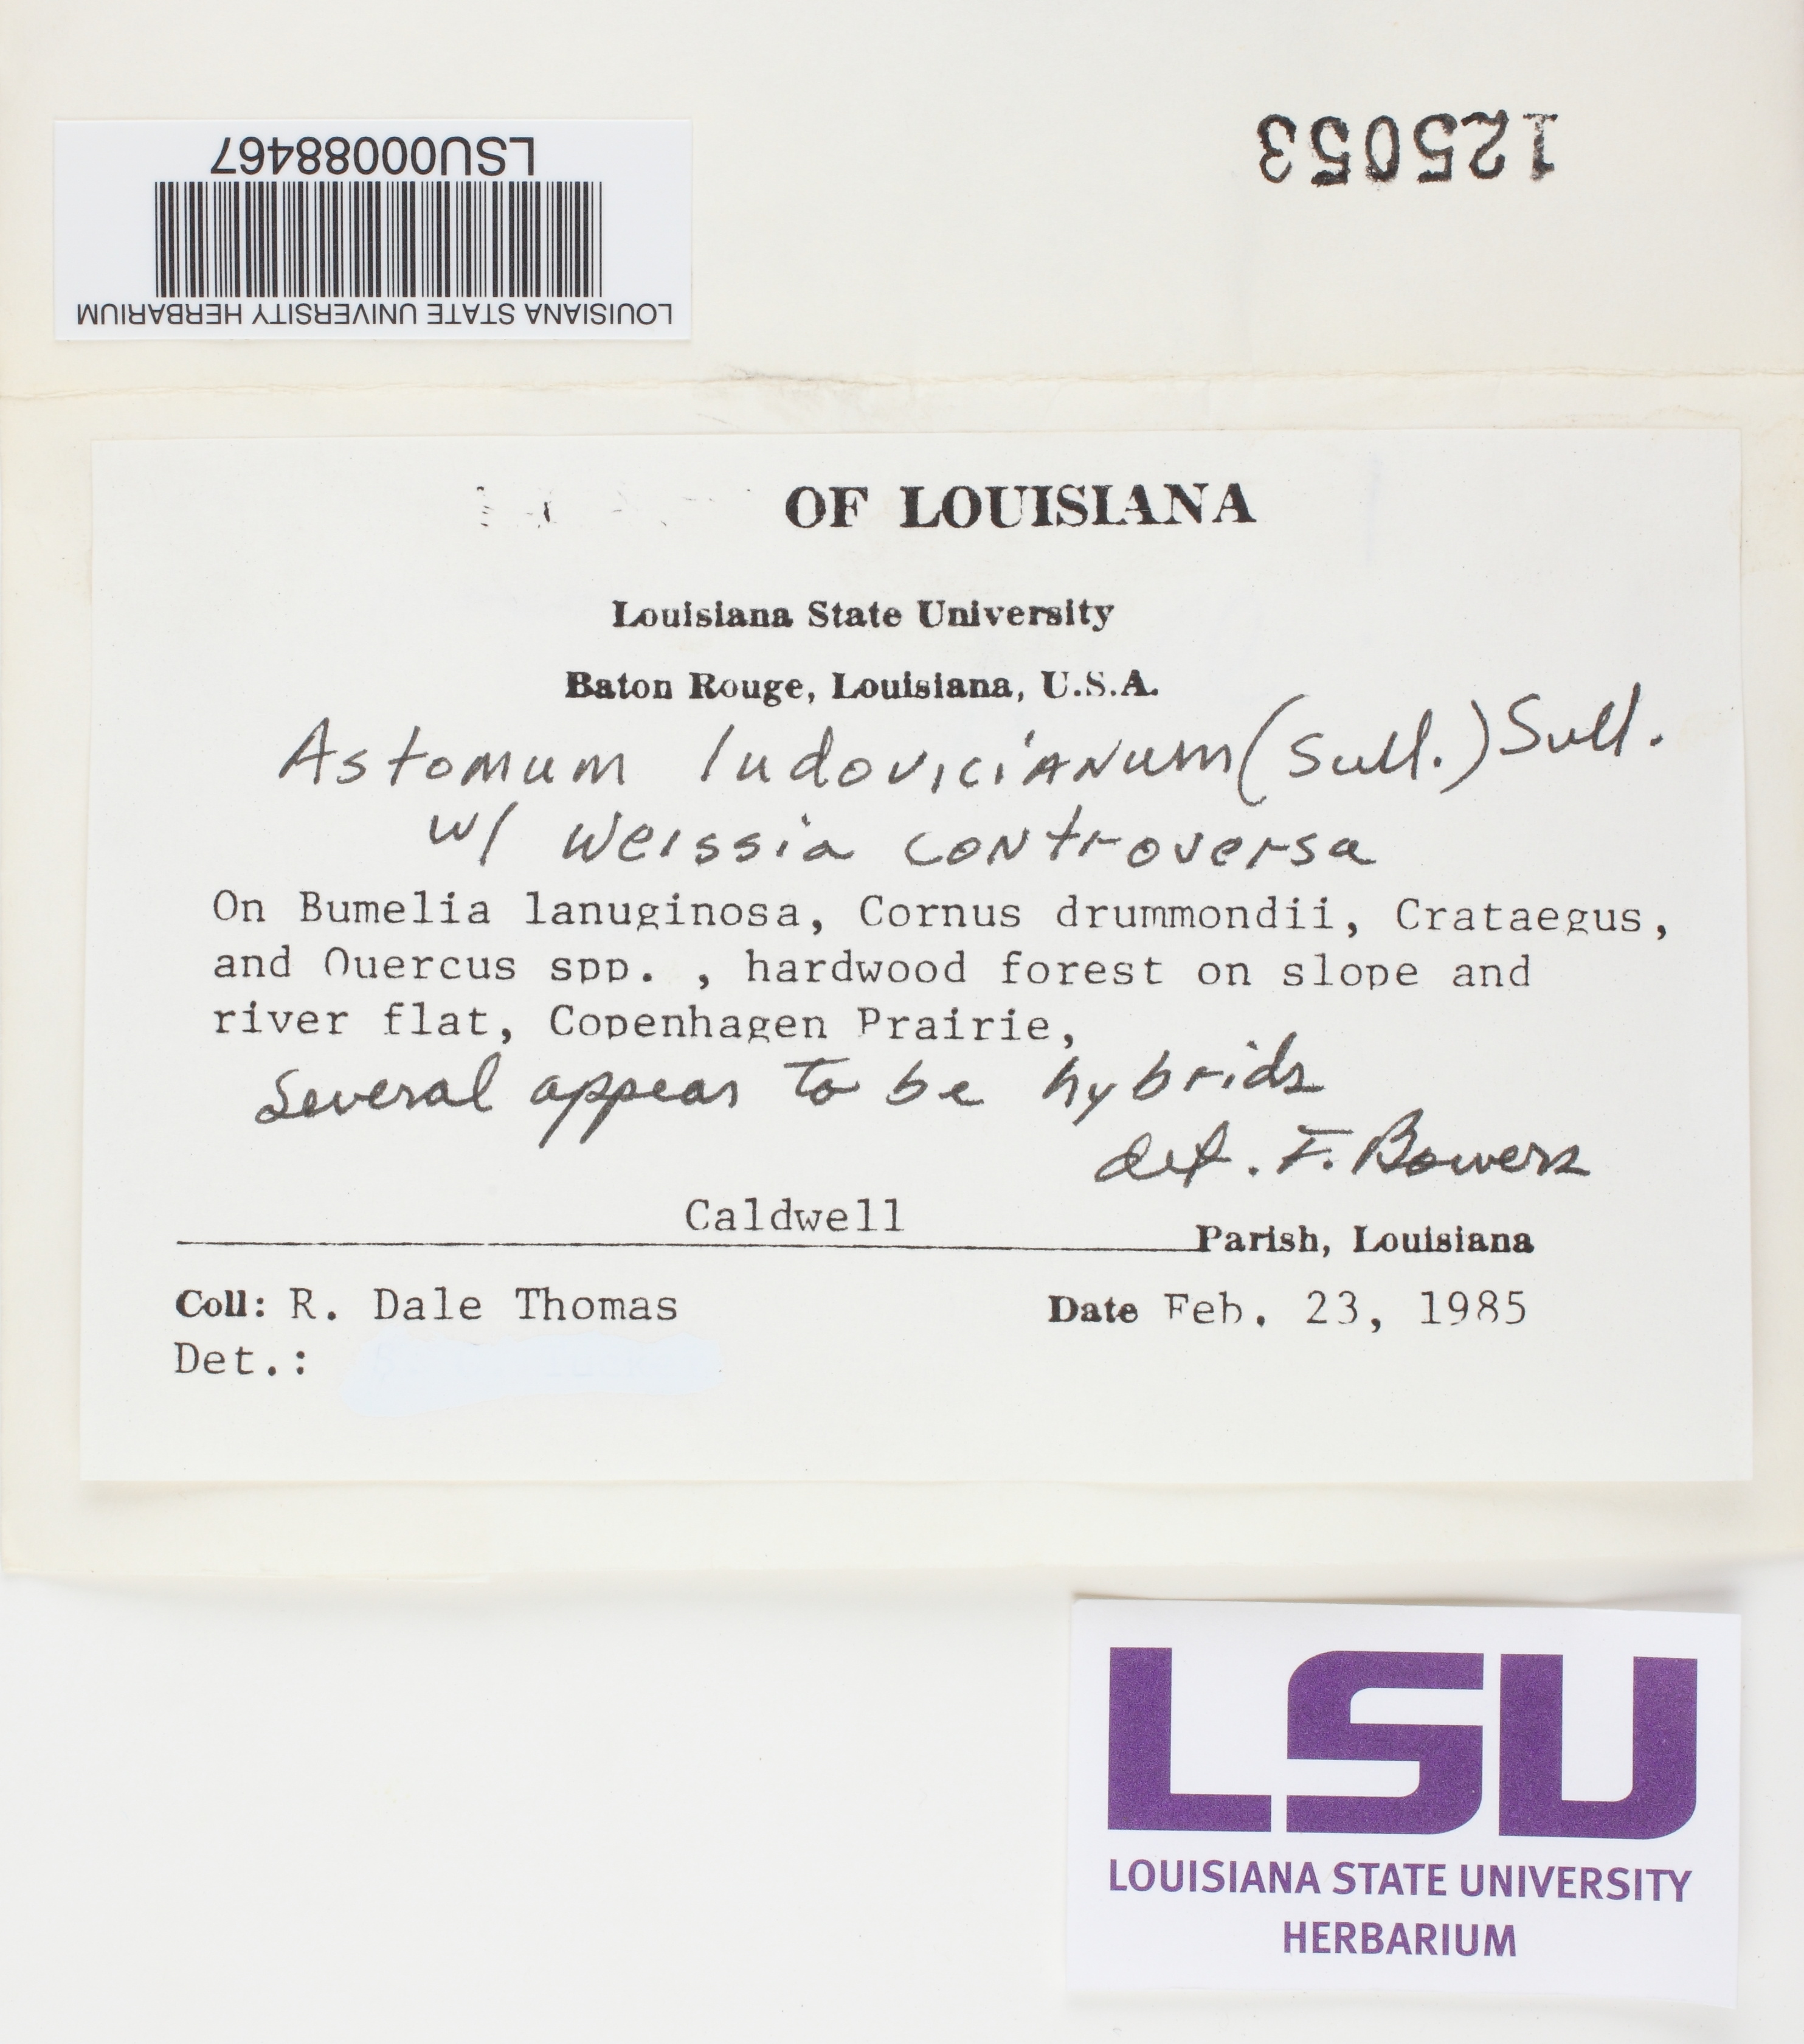 LSU00088467
LOUISIANA STATE UNIVERSITY HERBARIUM
125053
OF LOUISIANA
Louisiana State University
Baton Rouge, Louisiana, U.S.A.
Astomum ludovicianum (Sull.) Sull.
w/ Weissia controversa
On Bumelia lanuginosa, Cornus drummondii, Crataegus,
and Quercus spp. , hardwood forest on slope and
river flat, Copenhagen Prairie,
Several appear to be hybrids
det. F. Bowers
Caldwell Parish, Louisiana
Coll: R. Dale Thomas Date Feb. 23, 1985
Det.:
LSU
LOUISIANA STATE UNIVERSITY
HERBARIUM